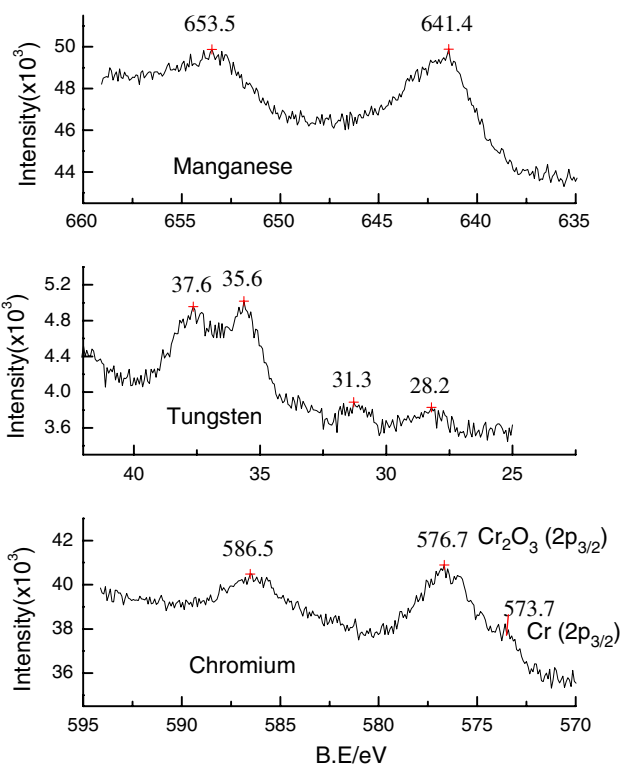 653.5 641.4
50
48
46
44
Intensity(x10³)
Manganese
660 655 650 645 640 635
37.6 35.6
5.2
4.8
4.4
4.0
3.6
31.3 28.2
Intensity(x10³)
Tungsten
40 35 30 25
586.5 576.7 Cr₂O₃ (2p₃/₂)
573.7
Cr (2p₃/₂)
42
40
38
36
Intensity(x10³)
Chromium
595 590 585 580 575 570
B.E/eV